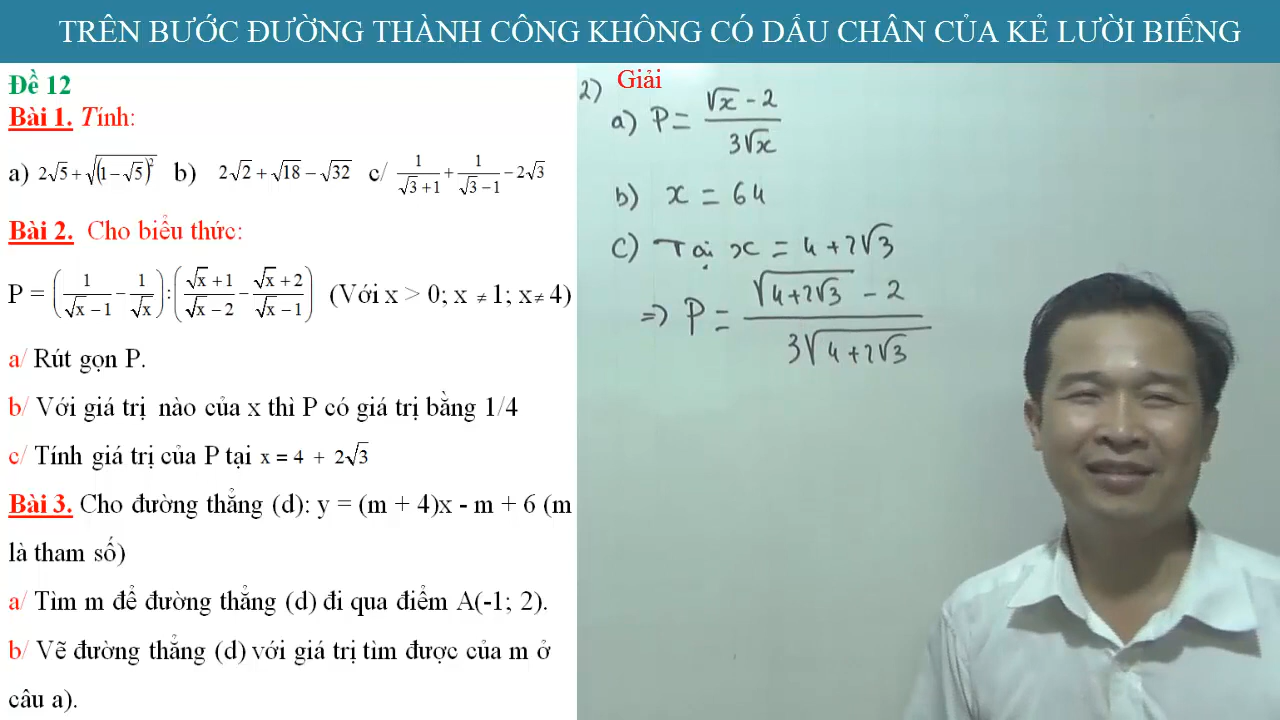 TRÊN BƯỚC ĐƯỜNG THÀNH CÔNG KHÔNG CÓ DẤU CHÂN CỦA KẺ LƯỜI BIẾNG
Đề 12
Bài 1. Tính:
a) 2√5 + √(1 – √5)² b) 2√2 + √18 – √32 c/ 1/(√3 + 1) + 1/(√3 – 1) – 2√3
Bài 2. Cho biểu thức:
P = (1/(√x – 1) – 1/√x) : ((√x + 1)/(√x – 2) – (√x + 2)/(√x – 1)) (Với x > 0; x ≠ 1; x ≠ 4)
a/ Rút gọn P.
b/ Với giá trị nào của x thì P có giá trị bằng 1/4
c/ Tính giá trị của P tại x = 4 + 2√3
Bài 3. Cho đường thẳng (d): y = (m + 4)x - m + 6 (m
là tham số)
a/ Tìm m để đường thẳng (d) đi qua điểm A(-1; 2).
b/ Vẽ đường thẳng (d) với giá trị tìm được của m ở
câu a).
2) Giải
a) P = (√x - 2)/(3√x)
b) x = 64
c) Tại x = 4 + 2√3
=> P = (√(4+2√3) - 2)/(3√(4+2√3))